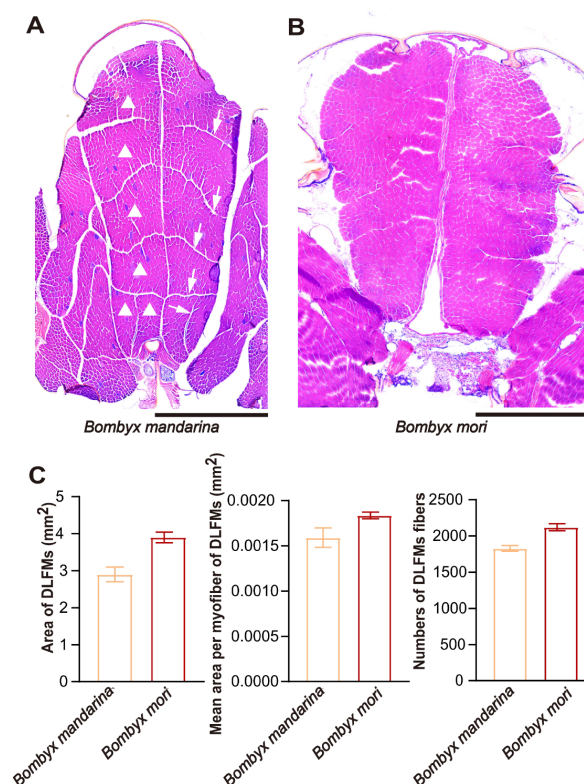 A
B
Bombyx mandarina
Bombyx mori
C
Area of DLFMs (mm2)
5
4
3
2
1
0
Bombyx mandarina
Bombyx mori
Mean area per myofiber of DLFMs (mm2)
0.0020
0.0015
0.0010
0.0005
0.0000
Bombyx mandarina
Bombyx mori
Numbers of DLFMs fibers
2500
2000
1500
1000
500
0
Bombyx mandarina
Bombyx mori